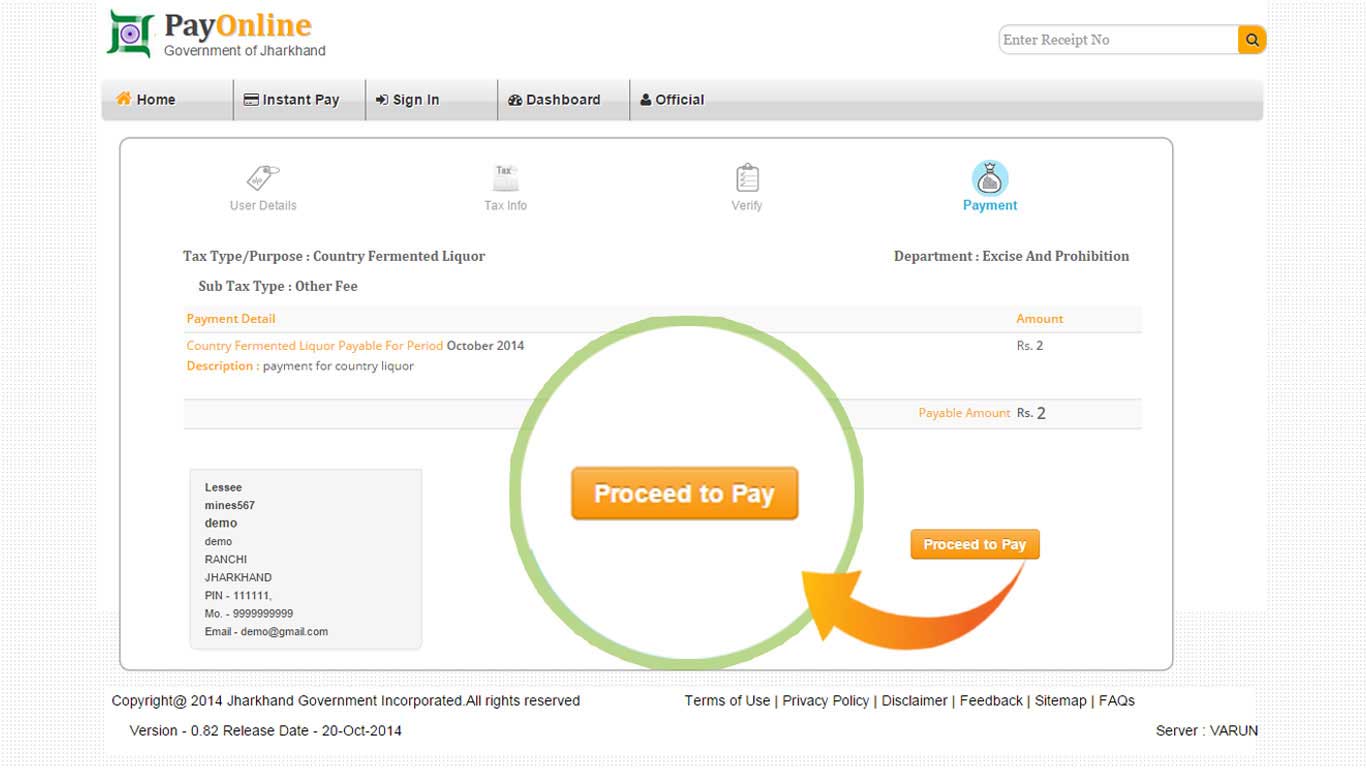 PayOnline
Government of Jharkhand
Enter Receipt No
Home
Instant Pay
Sign In
Dashboard
Official
User Details
Tax
Tax Info
Verify
Payment
Tax Type/Purpose : Country Fermented Liquor
Department : Excise And Prohibition
Sub Tax Type : Other Fee
Payment Detail
Amount
Country Fermented Liquor Payable For Period October 2014
Rs. 2
Description : payment for country liquor
Payable Amount Rs. 2
Lessee
mines567
demo
demo
RANCHI
JHARKHAND
PIN - 111111,
Mo. - 9999999999
Email - demo@gmail.com
Proceed to Pay
Proceed to Pay
Copyright@ 2014 Jharkhand Government Incorporated.All rights reserved
Terms of Use | Privacy Policy | Disclaimer | Feedback | Sitemap | FAQs
Version - 0.82 Release Date - 20-Oct-2014
Server : VARUN